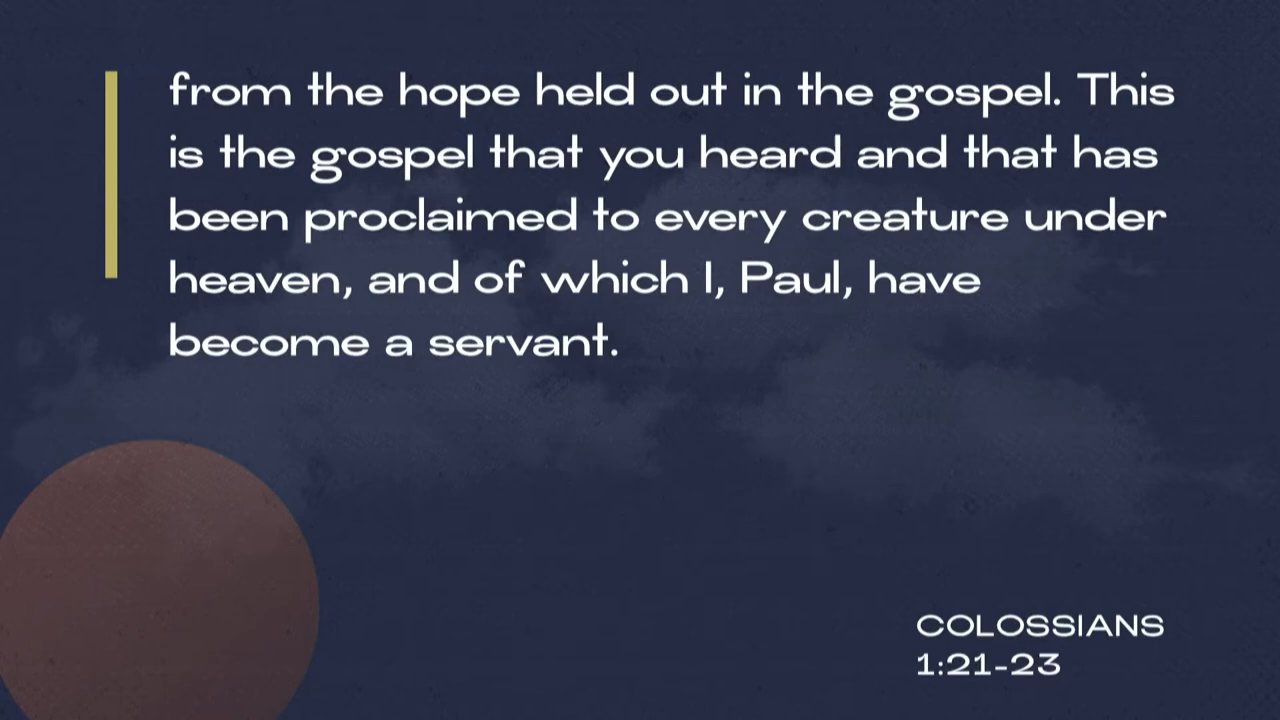 from the hope held out in the gospel. This
is the gospel that you heard and that has
been proclaimed to every creature under
heaven, and of which I, Paul, have
become a servant.
COLOSSIANS
1:21-23